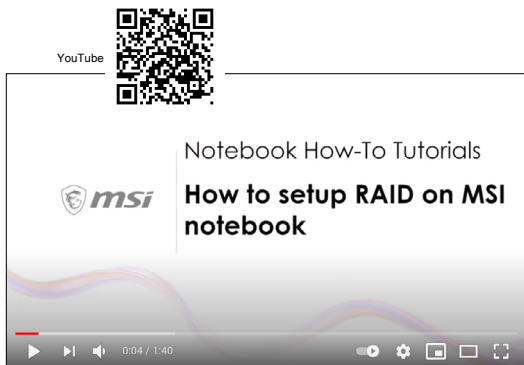 YouTube
Notebook How-To Tutorials
msi
How to setup RAID on MSI
notebook
0:04 / 1:40